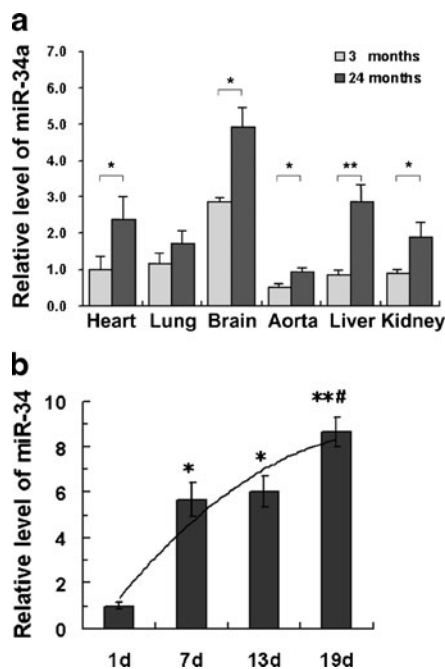 a
Relative level of miR-34a
7.0
6.0
5.0
4.0
3.0
2.0
1.0
0.0
3 months
24 months
*
*
*
**
*
Heart Lung Brain Aorta Liver Kidney
b
Relative level of miR-34
10
8
6
4
2
0
*
*
**#
1d 7d 13d 19d